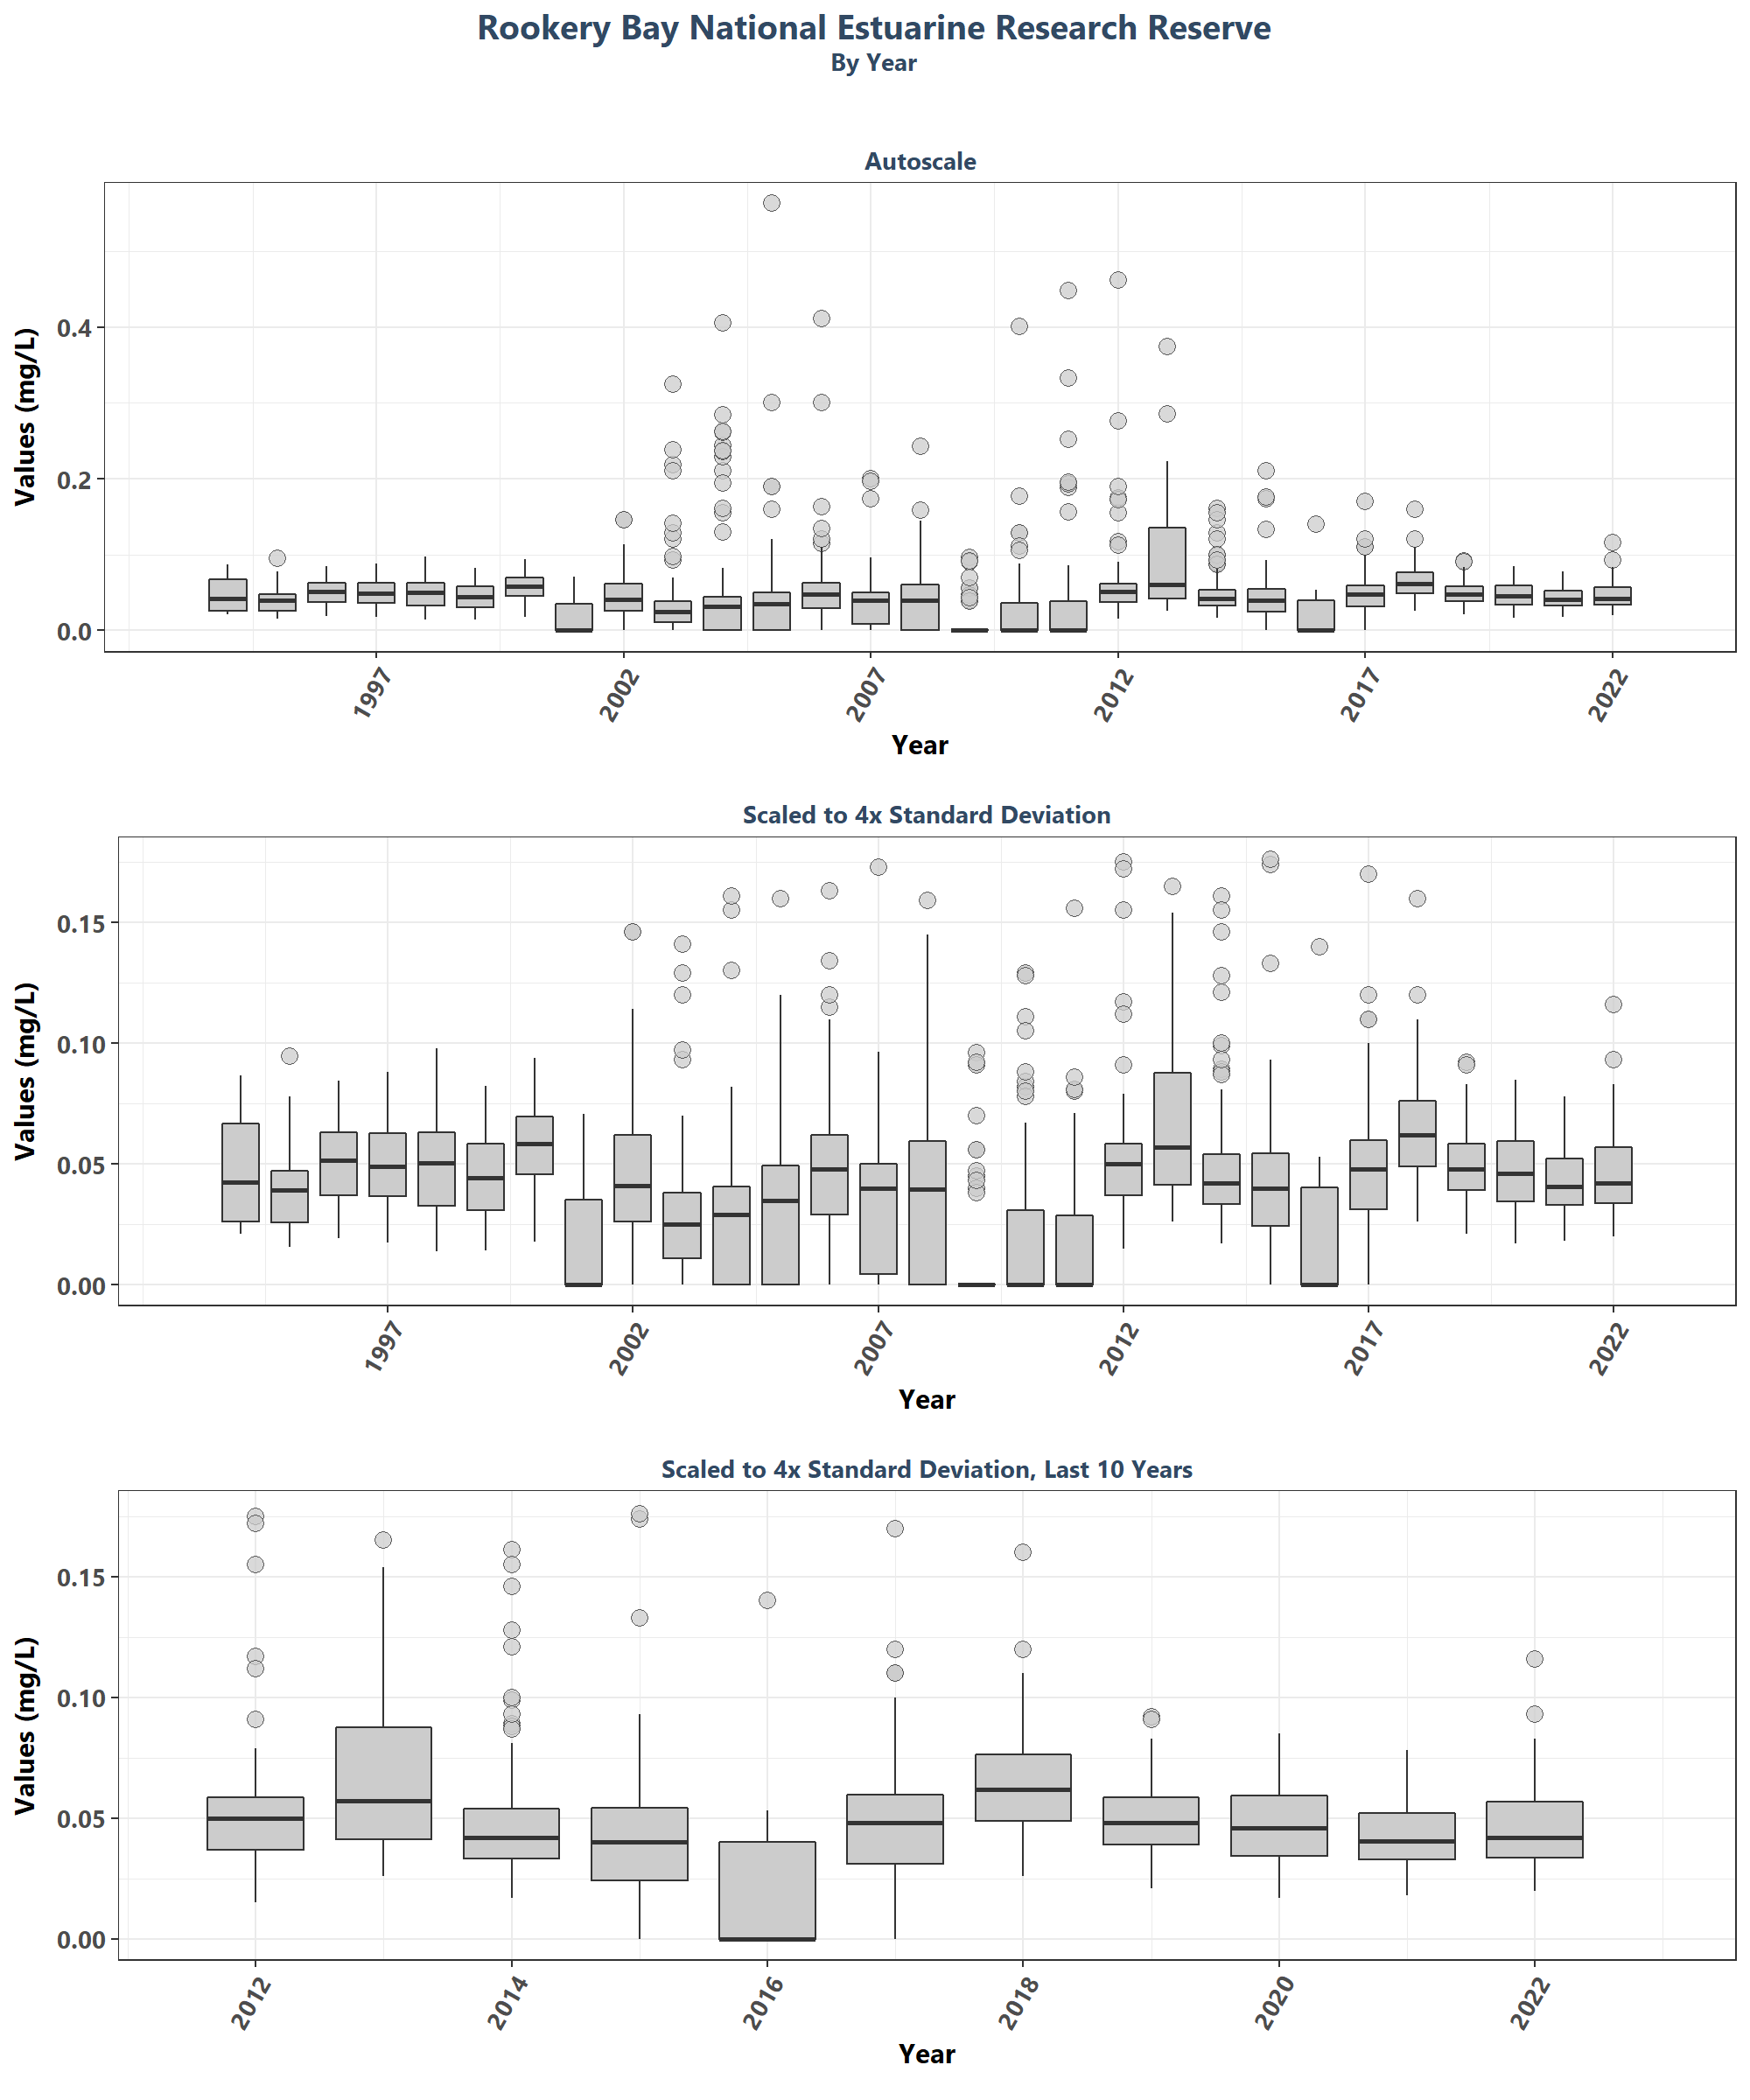 Rookery Bay National Estuarine Research Reserve
By Year
Autoscale
Values (mg/L)
0.4
0.2
0.0
1997
2002
2007
2012
2017
2022
Year
Scaled to 4x Standard Deviation
Values (mg/L)
0.15
0.10
0.05
0.00
1997
2002
2007
2012
2017
2022
Year
Scaled to 4x Standard Deviation, Last 10 Years
Values (mg/L)
0.15
0.10
0.05
0.00
2012
2014
2016
2018
2020
2022
Year